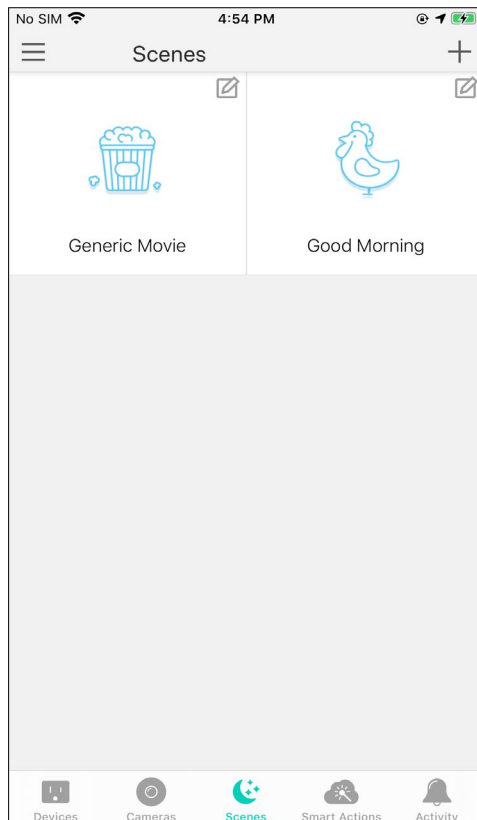 No SIM 4:54 PM
Scenes
Generic Movie Good Morning
Devices Cameras Scenes Smart Actions Activity